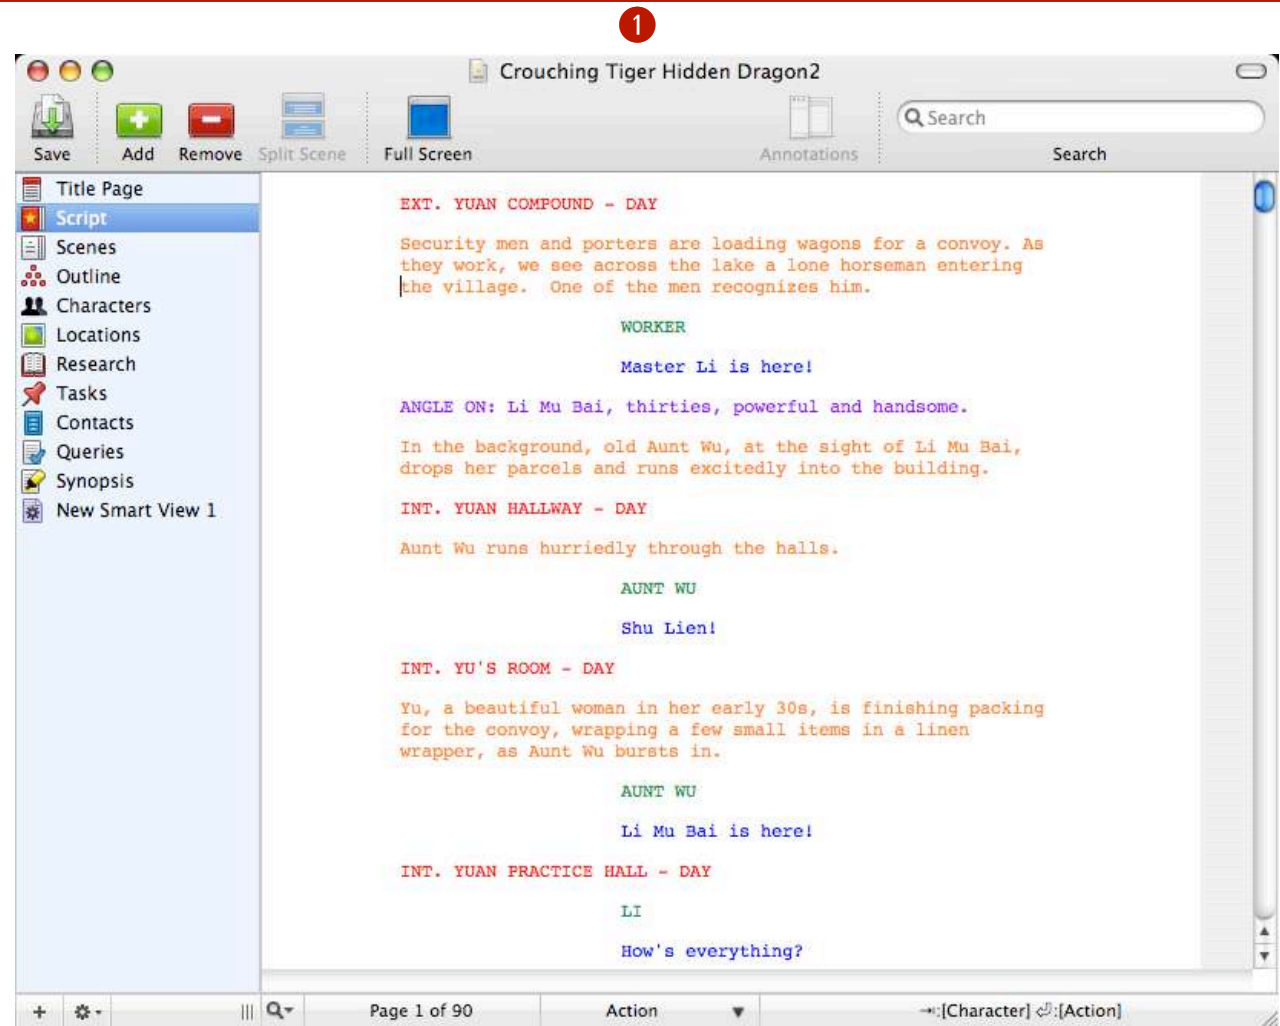 1
Crouching Tiger Hidden Dragon2
Save
Add
Remove
Split Scene
Full Screen
Annotations
Search
Search
Title Page
Script
Scenes
Outline
Characters
Locations
Research
Tasks
Contacts
Queries
Synopsis
New Smart View 1
EXT. YUAN COMPOUND - DAY
Security men and porters are loading wagons for a convoy. As
they work, we see across the lake a lone horseman entering
the village.  One of the men recognizes him.
WORKER
Master Li is here!
ANGLE ON: Li Mu Bai, thirties, powerful and handsome.
In the background, old Aunt Wu, at the sight of Li Mu Bai,
drops her parcels and runs excitedly into the building.
INT. YUAN HALLWAY - DAY
Aunt Wu runs hurriedly through the halls.
AUNT WU
Shu Lien!
INT. YU'S ROOM - DAY
Yu, a beautiful woman in her early 30s, is finishing packing
for the convoy, wrapping a few small items in a linen
wrapper, as Aunt Wu bursts in.
AUNT WU
Li Mu Bai is here!
INT. YUAN PRACTICE HALL - DAY
LI
How's everything?
Page 1 of 90
Action
⇥:[Character] ⏎:[Action]